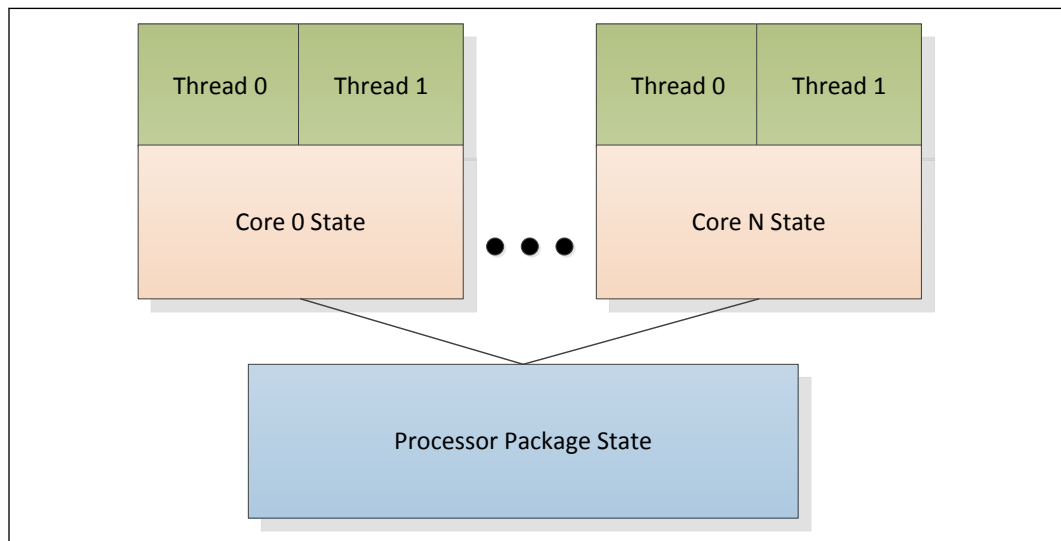 Thread 0
Thread 1
Thread 0
Thread 1
Core 0 State
Core N State
Processor Package State